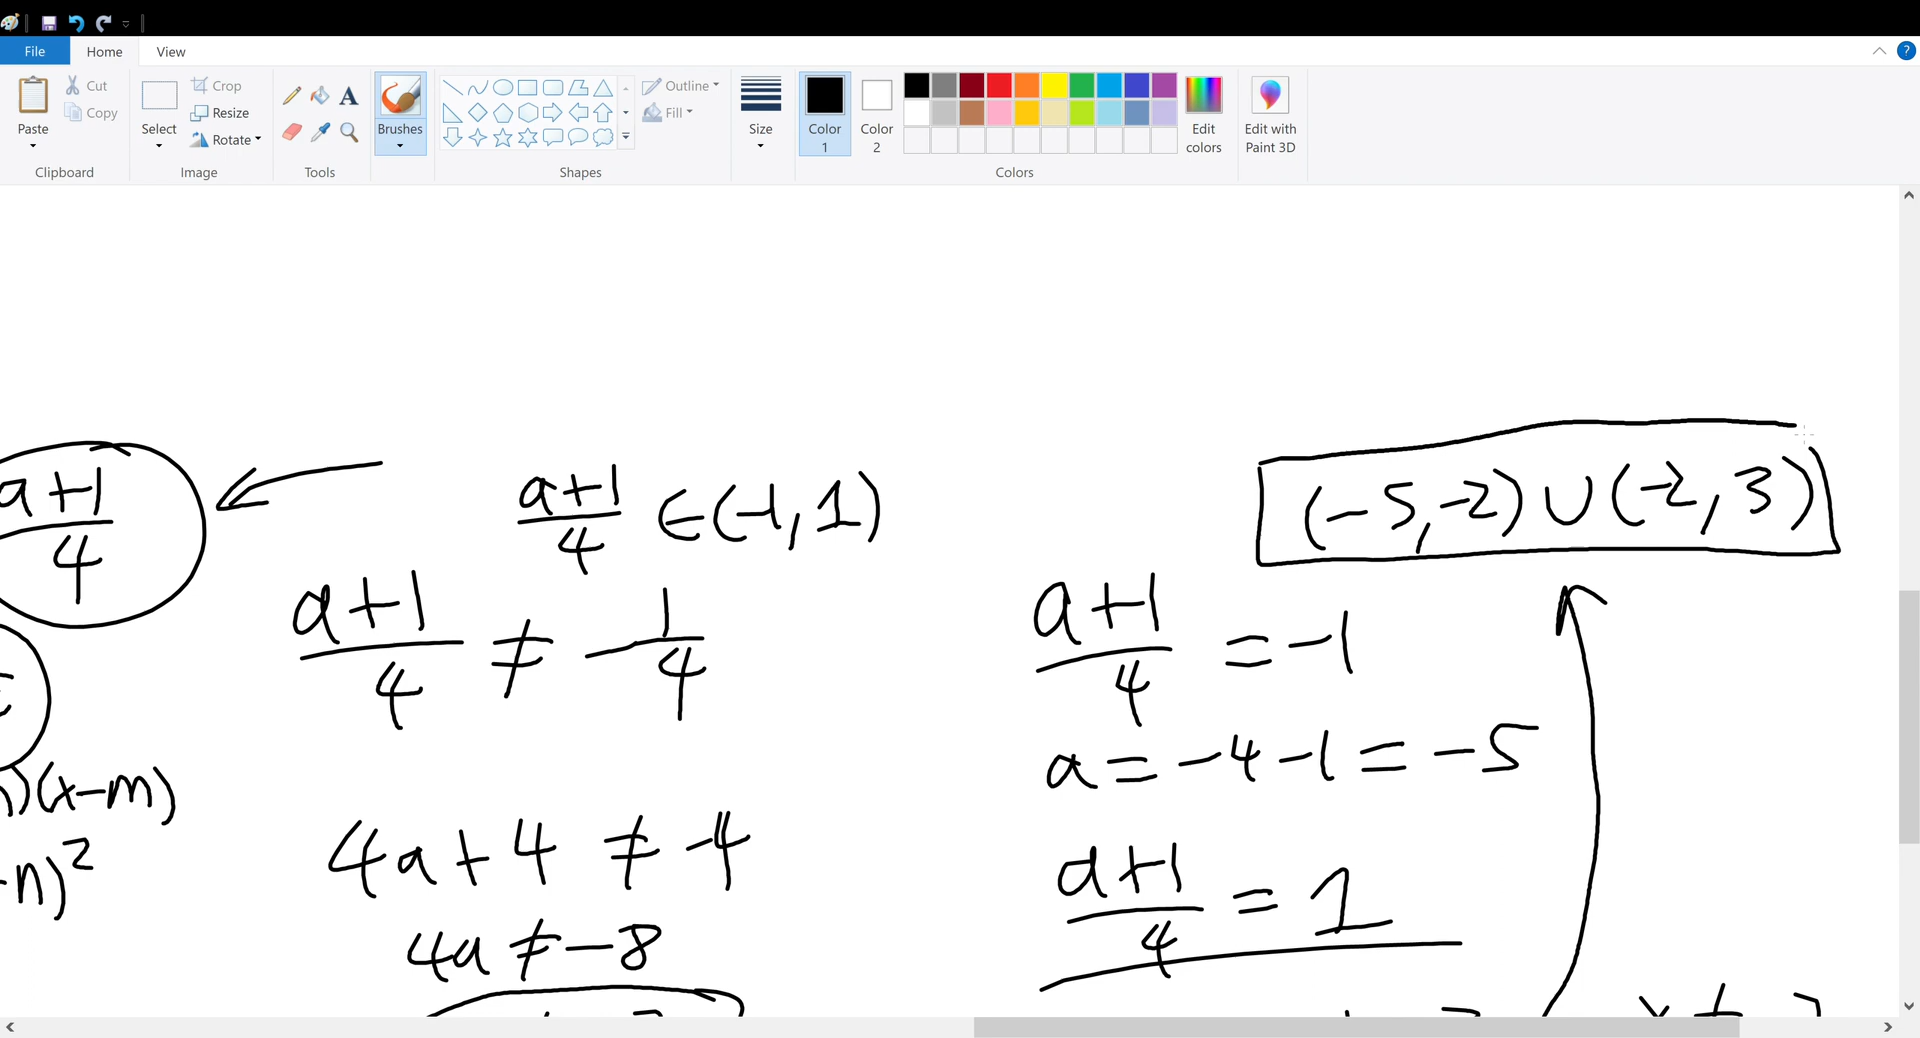 File Home View
Paste Cut Copy Clipboard
Select Crop Resize Rotate Image
Tools
Brushes
Outline Fill Shapes
Size
Color 1 Color 2 Edit colors Colors
Edit with Paint 3D
a+1/4
a+1/4 ∈ (-1, 1)
(-5, -2) ∪ (-2, 3)
a+1/4 ≠ -1/4
a+1/4 = -1
)(x-m)
a = -4 -1 = -5
4a + 4 ≠ -4
-n)²
a+1/4 = 1
4a ≠ -8